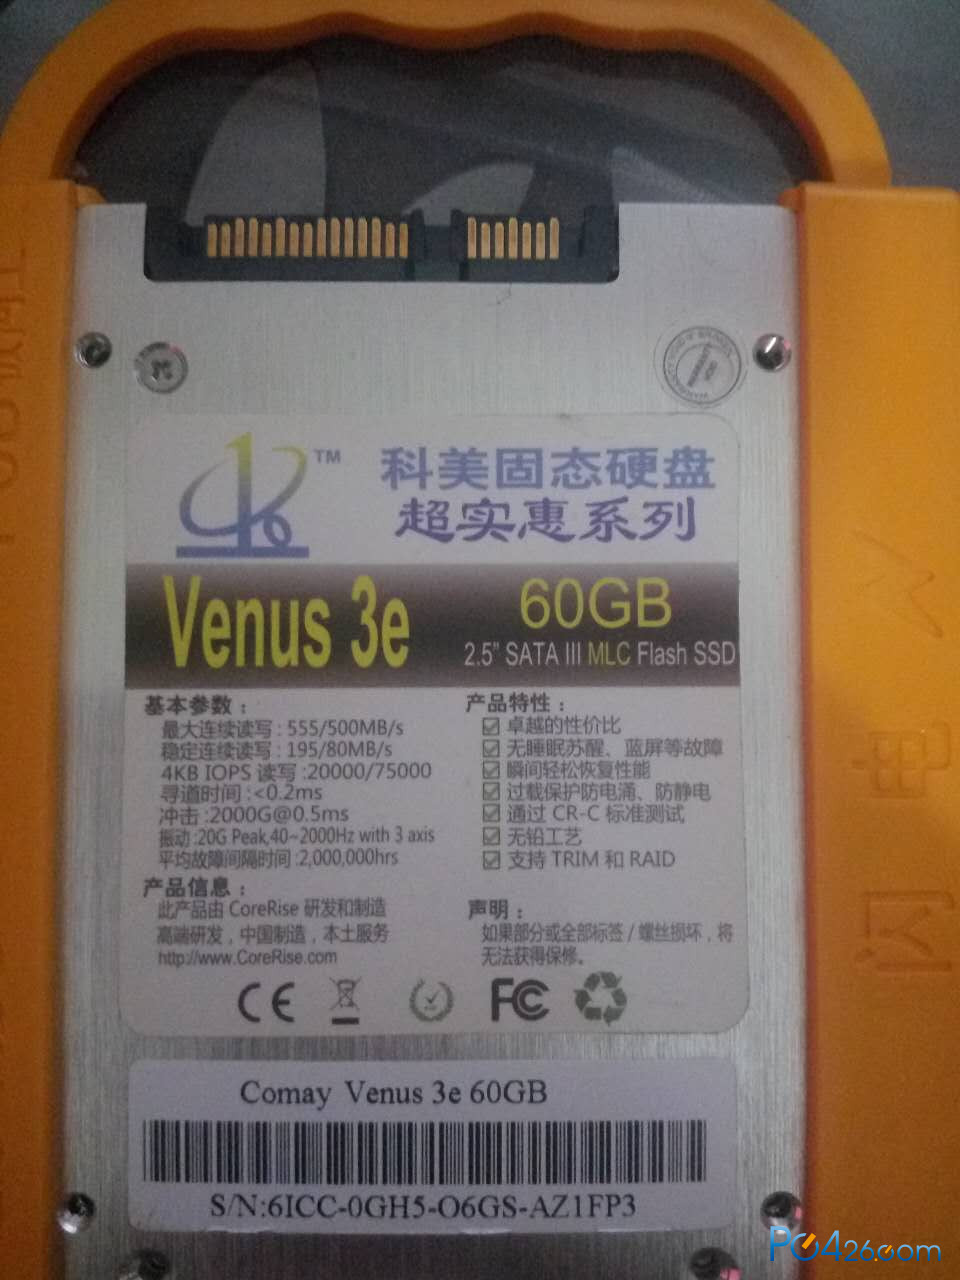 TM
科美固态硬盘
超实惠系列
Venus 3e
60GB
2.5" SATA III MLC Flash SSD
基本参数：
最大连续读写：555/500MB/s
稳定连续读写：195/80MB/s
4KB IOPS 读写:20000/75000
寻道时间:<0.2ms
冲击:2000G@0.5ms
振动:20G Peak,40~2000Hz with 3 axis
平均故障间隔时间:2,000,000hrs
产品信息：
此产品由 CoreRise 研发和制造
高端研发，中国制造，本土服务
http://www.CoreRise.com
产品特性：
卓越的性价比
无睡眠苏醒、蓝屏等故障
瞬间轻松恢复性能
过载保护防电涌、防静电
通过 CR-C 标准测试
无铅工艺
支持 TRIM 和 RAID
声明：
如果部分或全部标签/螺丝损坏，将
无法获得保修。
CE
FC
Comay Venus 3e 60GB
S/N:6ICC-0GH5-O6GS-AZ1FP3
PC426.com